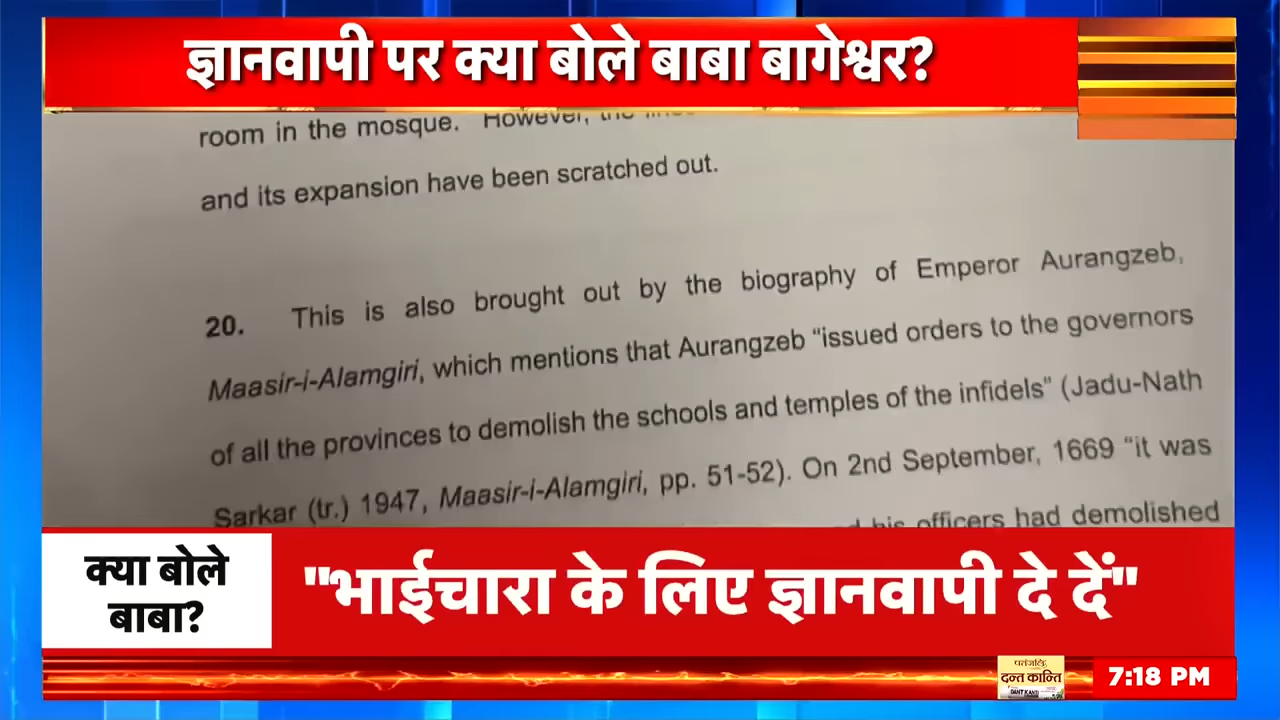 ज्ञानवापी पर क्या बोले बाबा बागेश्वर?
room in the mosque. However, the
and its expansion have been scratched out.
20. This is also brought out by the biography of Emperor Aurangzeb,
Maasir-i-Alamgiri, which mentions that Aurangzeb “issued orders to the governors
of all the provinces to demolish the schools and temples of the infidels” (Jadu-Nath
Sarkar (tr.) 1947, Maasir-i-Alamgiri, pp. 51-52). On 2nd September, 1669 “it was
his officers had demolished
क्या बोले
बाबा?
"भाईचारा के लिए ज्ञानवापी दे दें"
पतंजलि
दन्त कान्ति
DANT KANTI
7:18 PM